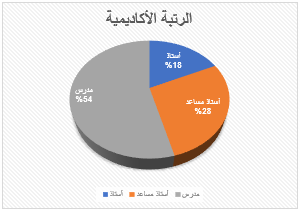 الرتبة الأكاديمية
أستاذ
%18
أستاذ مساعد
%28
مدرس
%54
أستاذ أستاذ مساعد مدرس